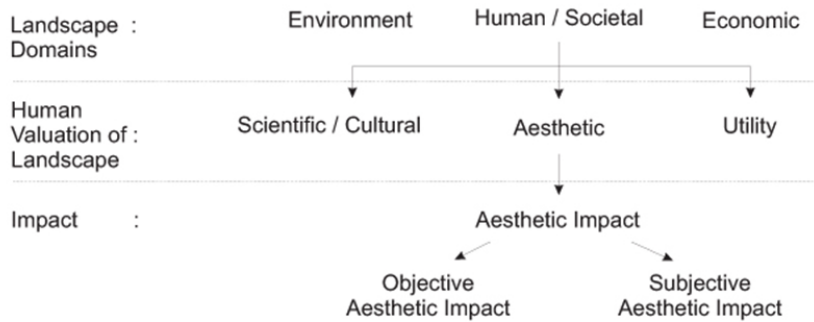 Landscape :
Domains
Environment
Human / Societal
Economic
Human
Valuation of :
Landscape
Scientific / Cultural
Aesthetic
Utility
Impact :
Aesthetic Impact
Objective
Aesthetic Impact
Subjective
Aesthetic Impact